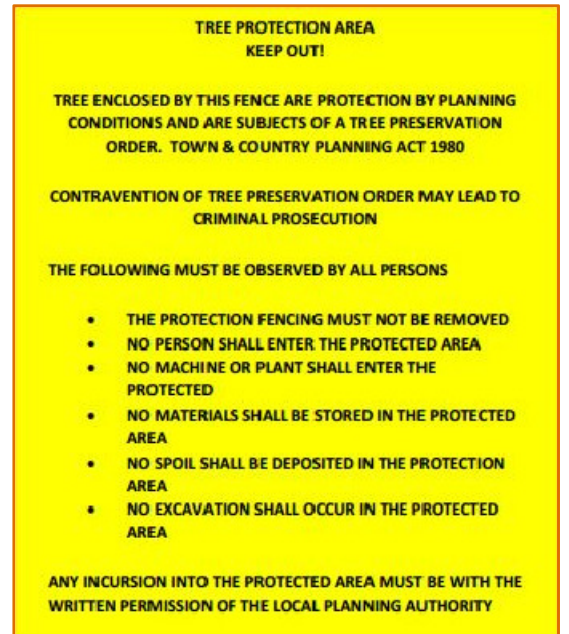 TREE PROTECTION AREA
KEEP OUT!
TREE ENCLOSED BY THIS FENCE ARE PROTECTION BY PLANNING
CONDITIONS AND ARE SUBJECTS OF A TREE PRESERVATION
ORDER. TOWN & COUNTRY PLANNING ACT 1980
CONTRAVENTION OF TREE PRESERVATION ORDER MAY LEAD TO
CRIMINAL PROSECUTION
THE FOLLOWING MUST BE OBSERVED BY ALL PERSONS
• THE PROTECTION FENCING MUST NOT BE REMOVED
• NO PERSON SHALL ENTER THE PROTECTED AREA
• NO MACHINE OR PLANT SHALL ENTER THE
PROTECTED
• NO MATERIALS SHALL BE STORED IN THE PROTECTED
AREA
• NO SPOIL SHALL BE DEPOSITED IN THE PROTECTION
AREA
• NO EXCAVATION SHALL OCCUR IN THE PROTECTED
AREA
ANY INCURSION INTO THE PROTECTED AREA MUST BE WITH THE
WRITTEN PERMISSION OF THE LOCAL PLANNING AUTHORITY